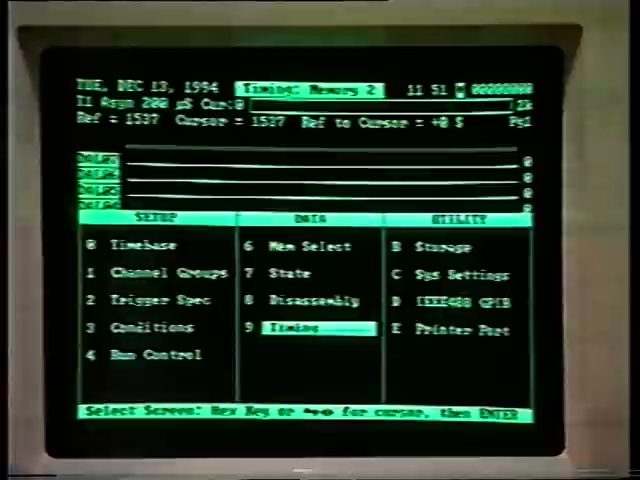 TUE, DEC 13, 1994 Timing: Memory 2 11 51 00000000
T1 Asyn 200 µS Cur:0 2k
Ref = 1537 Cursor = 1537 Ref to Cursor = +0 S Pg1
0
0
0
SETUP DATA UTILITY
0 Timebase 6 Mem Select B Storage
1 Channel Groups 7 State C Sys Settings
2 Trigger Spec 8 Disassembly D IEEE488 GPIB
3 Conditions 9 Timing E Printer Port
4 Run Control
Select Screen: Hex Key or for cursor, then ENTER